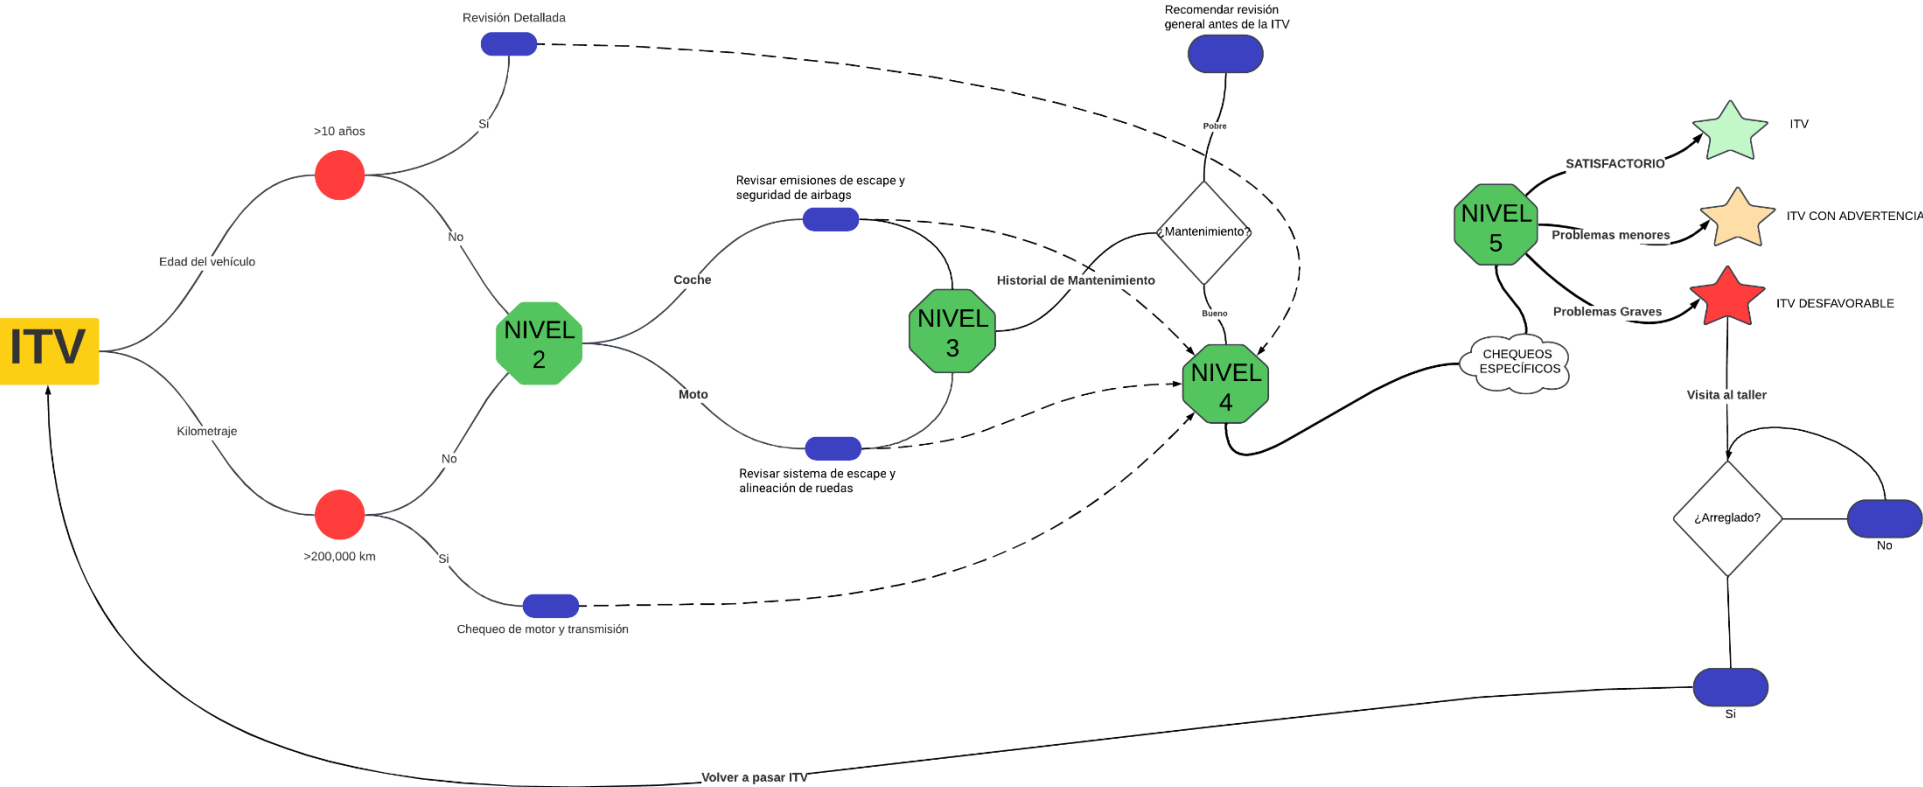 Revisión Detallada
Recomendar revisión
general antes de la ITV
>10 años
Si
Pobre
ITV
SATISFACTORIO
Revisar emisiones de escape y
seguridad de airbags
NIVEL
5
ITV CON ADVERTENCIA
Problemas menores
No
¿Mantenimiento?
Edad del vehículo
Coche
Historial de Mantenimiento
ITV DESFAVORABLE
Problemas Graves
Bueno
ITV
NIVEL
2
NIVEL
3
CHEQUEOS
ESPECÍFICOS
NIVEL
4
Moto
Visita al taller
Kilometraje
No
Revisar sistema de escape y
alineación de ruedas
¿Arreglado?
No
>200,000 km
Si
Chequeo de motor y transmisión
Si
Volver a pasar ITV